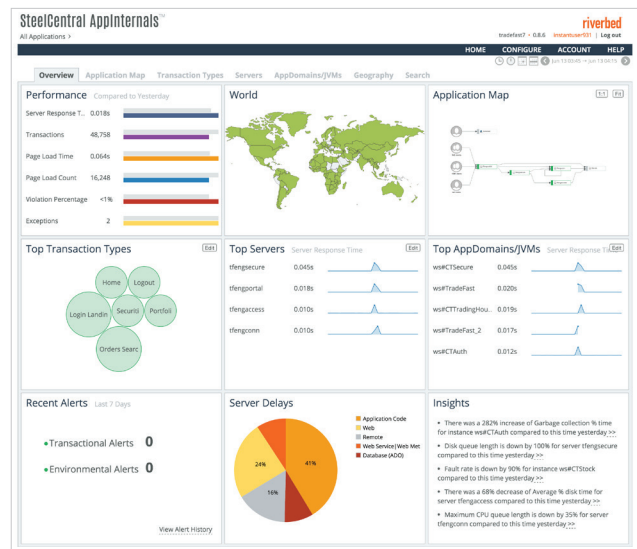 SteelCentral AppInternals™
riverbed
All Applications >
tradefast7 - 0.8.6 instantuser931 | Log out
HOME CONFIGURE ACCOUNT HELP
Overview Application Map Transaction Types Servers AppDomains/JVMs Geography Search
Performance Compared to Yesterday
Server Response T.. 0.018s
Transactions 48,758
Page Load Time 0.064s
Page Load Count 16,248
Violation Percentage <1%
Exceptions 2
World
Application Map
1:1 Fit
Top Transaction Types
Edit
Home
Logout
Login Landin
Securiti
Portfoli
Orders Searc
Top Servers Server Response Time
Edit
tfengsecure 0.045s
tfengportal 0.018s
tfengaccess 0.010s
tfengconn 0.010s
Top AppDomains/JVMs Server Response Ti
Edit
ws#CTSecure 0.045s
ws#TradeFast 0.020s
ws#CTTradingHou.. 0.019s
ws#TradeFast_2 0.017s
ws#CTAuth 0.012s
Recent Alerts Last 7 Days
Transactional Alerts 0
Environmental Alerts 0
View Alert History
Server Delays
Application Code
Web
Remote
Web Service|Web Met
Database (ADO)
24%
41%
16%
Insights
• There was a 282% increase of Garbage collection % time
for instance ws#CTAuth compared to this time yesterday >>
• Disk queue length is down by 100% for server tfengsecure
compared to this time yesterday >>
• Fault rate is down by 90% for instance ws#CTStock
compared to this time yesterday >>
• There was a 68% decrease of Average % disk time for
server tfengaccess compared to this time yesterday >>
• Maximum CPU queue length is down by 35% for server
tfengconn compared to this time yesterday >>